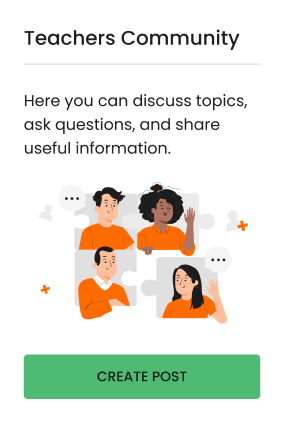 Teachers Community
Here you can discuss topics,
ask questions, and share
useful information.
CREATE POST